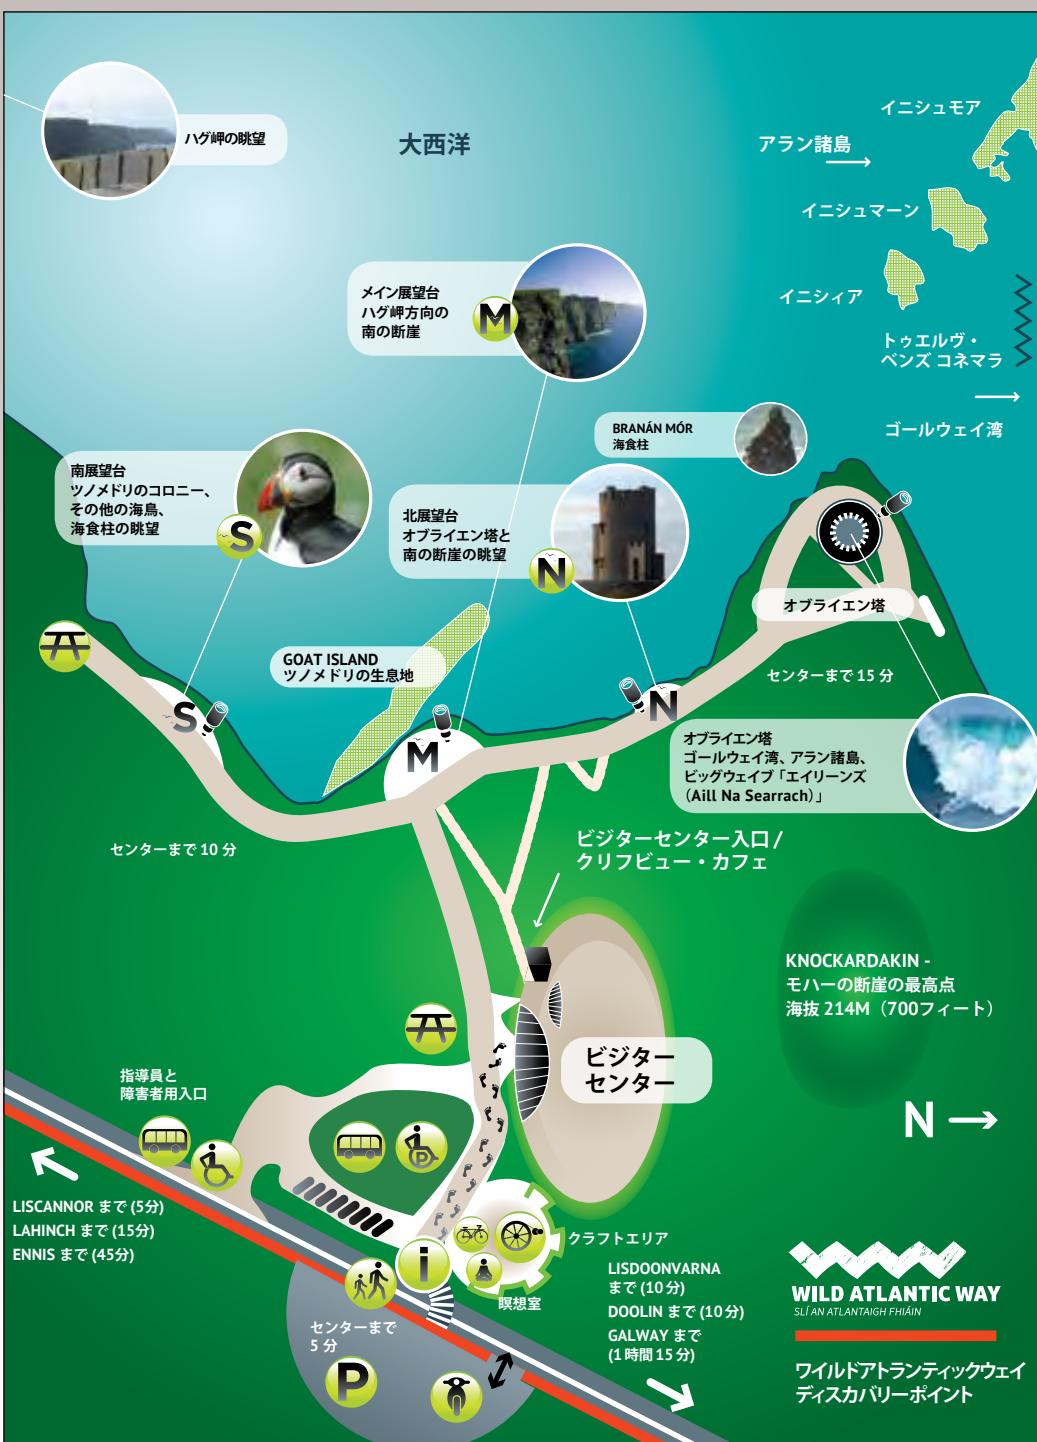 ハグ岬の眺望
大西洋
イニシュモア
アラン諸島
イニシュマーン
イニシィア
トゥエルヴ・
ベンズ コネマラ
ゴールウェイ湾
メイン展望台
ハグ岬方向の
南の断崖
M
BRANÁN MÓR
海食柱
南展望台
ツノメドリのコロニー、
その他の海鳥、
海食柱の眺望
S
北展望台
オブライエン塔と
南の断崖の眺望
N
オブライエン塔
GOAT ISLAND
ツノメドリの生息地
センターまで 15 分
S
M
N
オブライエン塔
ゴールウェイ湾、アラン諸島、
ビッグウェイブ「エイリーンズ
（Aill Na Searrach）」
センターまで 10 分
ビジターセンター入口 /
クリフビュー・カフェ
KNOCKARDAKIN -
モハーの断崖の最高点
海抜 214M（700フィート）
ビジター
センター
指導員と
障害者用入口
N
P
LISCANNOR まで (5分)
LAHINCH まで (15分)
ENNIS まで (45分)
i
クラフトエリア
瞑想室
LISDOONVARNA
まで (10 分)
DOOLIN まで (10 分)
GALWAY まで
(1 時間 15 分)
センターまで
5 分
P
WILD ATLANTIC WAY
SLÍ AN ATLANTAIGH FHIÁIN
ワイルドアトランティックウェイ
ディスカバリーポイント